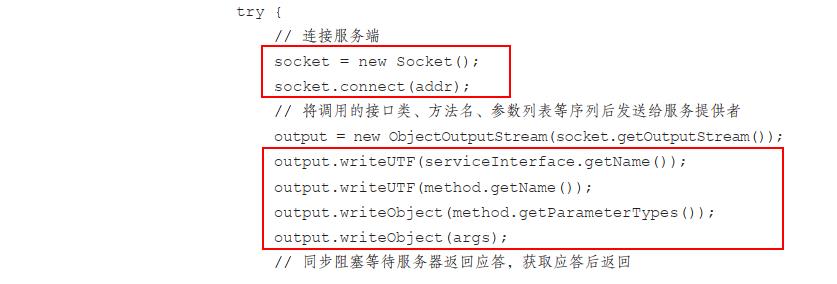 try {
// 连接服务端
socket = new Socket();
socket.connect(addr);
// 将调用的接口类、方法名、参数列表等序列后发送给服务提供者
output = new ObjectOutputStream(socket.getOutputStream());
output.writeUTF(serviceInterface.getName());
output.writeUTF(method.getName());
output.writeObject(method.getParameterTypes());
output.writeObject(args);
// 同步阻塞等待服务器返回应答，获取应答后返回